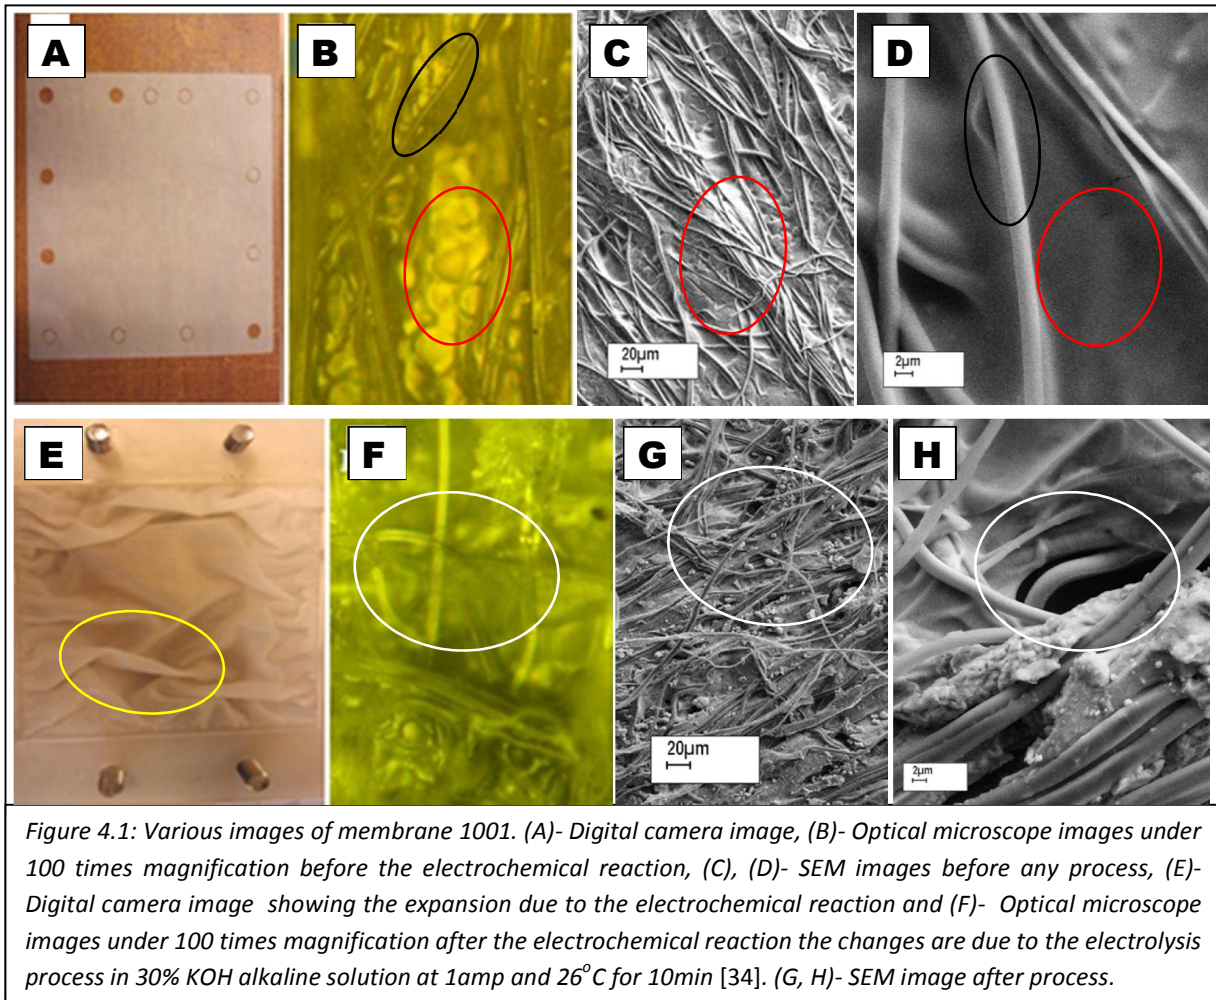 A
B
C
D
20µm
2µm
E
F
G
H
20µm
2µm
Figure 4.1: Various images of membrane 1001. (A)- Digital camera image, (B)- Optical microscope images under
100 times magnification before the electrochemical reaction, (C), (D)- SEM images before any process, (E)-
Digital camera image showing the expansion due to the electrochemical reaction and (F)- Optical microscope
images under 100 times magnification after the electrochemical reaction the changes are due to the electrolysis
process in 30% KOH alkaline solution at 1amp and 26°C for 10min [34]. (G, H)- SEM image after process.